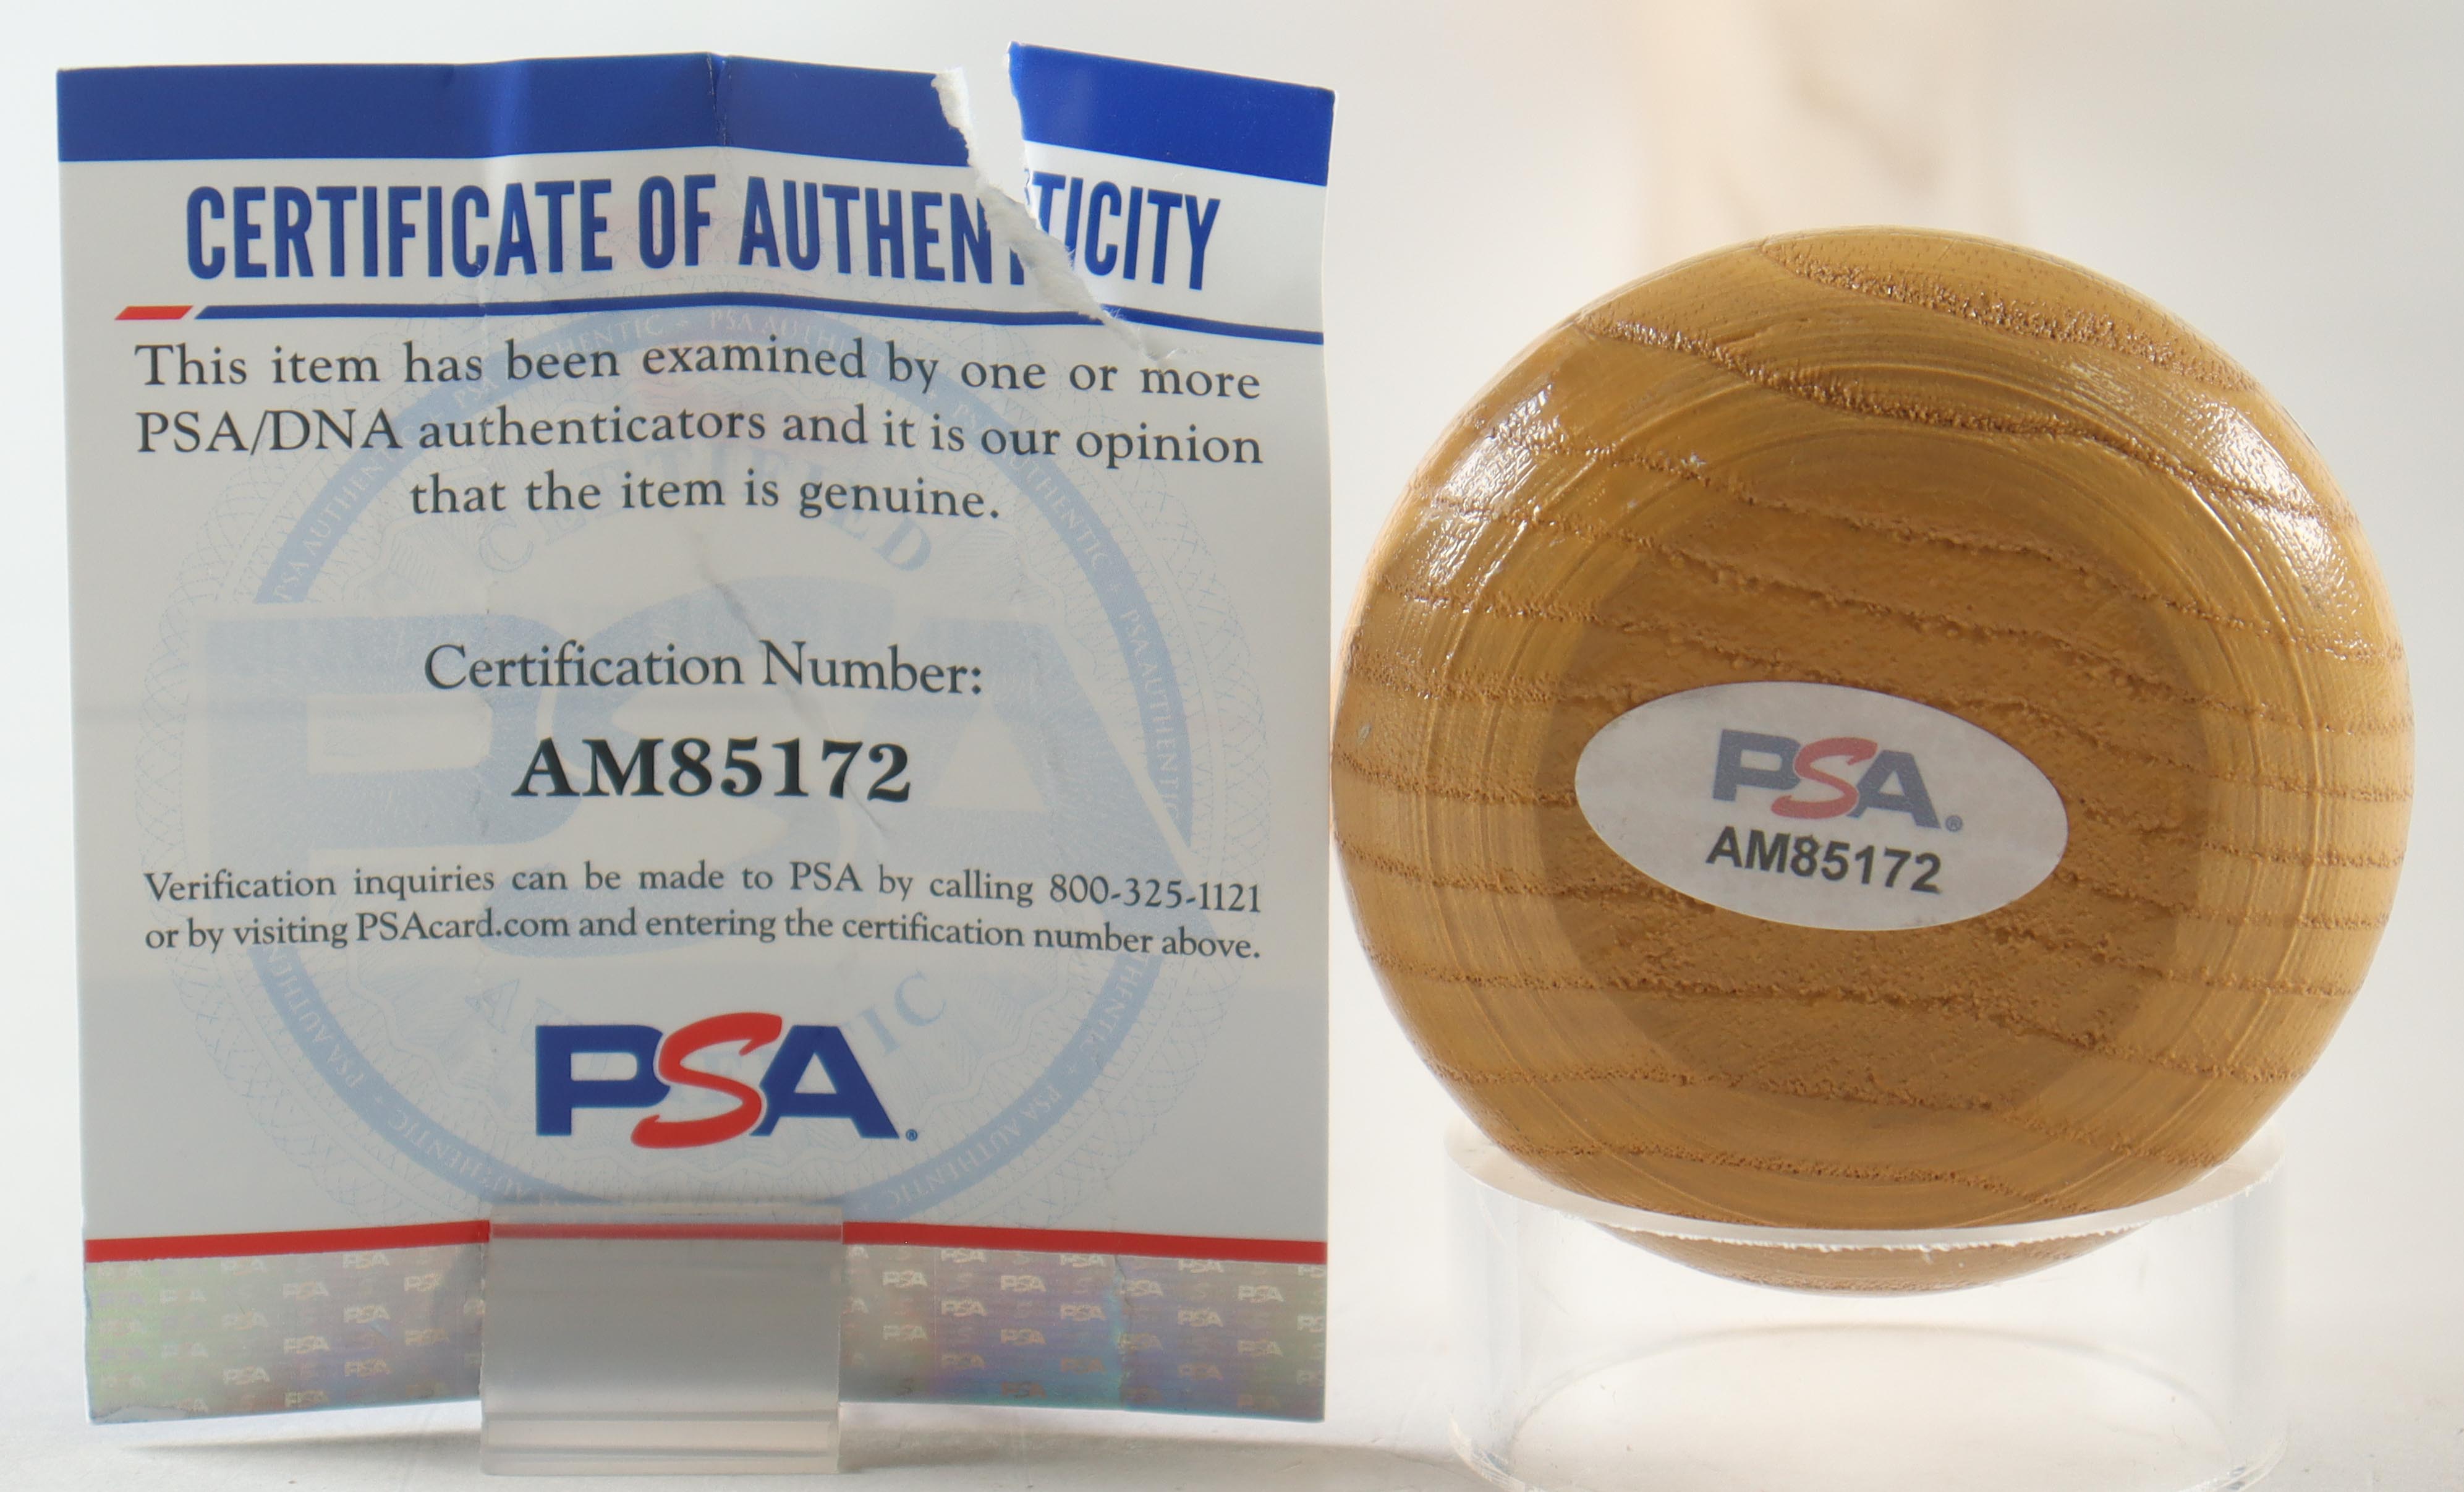 CERTIFICATE OF AUTHENTICITY
This item has been examined by one or more
PSA/DNA authenticators and it is our opinion
that the item is genuine.
Certification Number:
AM85172
Verification inquiries can be made to PSA by calling 800-325-1121
or by visiting PSAcard.com and entering the certification number above.
PSA®
PSA®
AM85172